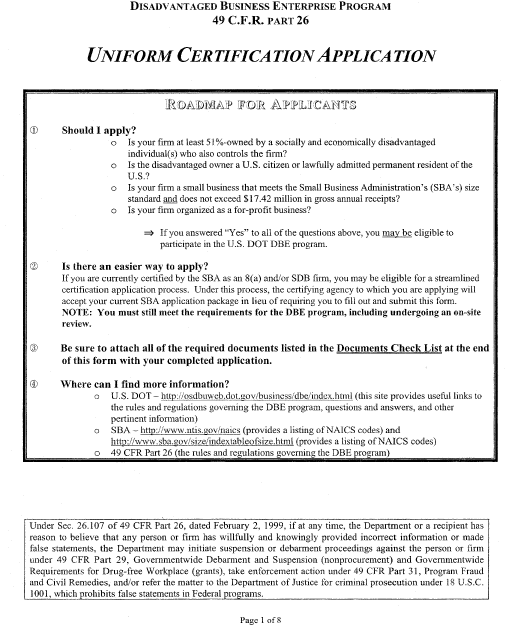 DISADVANTAGED BUSINESS ENTERPRISE PROGRAM
49 C.F.R. PART 26
UNIFORM CERTIFICATION APPLICATION
ROADMAP FOR APPLICANTS
① Should I apply?
o Is your firm at least 51%-owned by a socially and economically disadvantaged
individual(s) who also controls the firm?
o Is the disadvantaged owner a U.S. citizen or lawfully admitted permanent resident of the
U.S.?
o Is your firm a small business that meets the Small Business Administration's (SBA's) size
standard and does not exceed $17.42 million in gross annual receipts?
o Is your firm organized as a for-profit business?
⇒ If you answered "Yes" to all of the questions above, you may be eligible to
participate in the U.S. DOT DBE program.
② Is there an easier way to apply?
If you are currently certified by the SBA as an 8(a) and/or SDB firm, you may be eligible for a streamlined
certification application process. Under this process, the certifying agency to which you are applying will
accept your current SBA application package in lieu of requiring you to fill out and submit this form.
NOTE: You must still meet the requirements for the DBE program, including undergoing an on-site
review.
③ Be sure to attach all of the required documents listed in the Documents Check List at the end
of this form with your completed application.
④ Where can I find more information?
o U.S. DOT – http://osdbuweb.dot.gov/business/dbe/index.html (this site provides useful links to
the rules and regulations governing the DBE program, questions and answers, and other
pertinent information)
o SBA – http://www.ntis.gov/naics (provides a listing of NAICS codes) and
http://www.sba.gov/size/indextableofsize.html (provides a listing of NAICS codes)
o 49 CFR Part 26 (the rules and regulations governing the DBE program)
Under Sec. 26.107 of 49 CFR Part 26, dated February 2, 1999, if at any time, the Department or a recipient has
reason to believe that any person or firm has willfully and knowingly provided incorrect information or made
false statements, the Department may initiate suspension or debarment proceedings against the person or firm
under 49 CFR Part 29, Governmentwide Debarment and Suspension (nonprocurement) and Governmentwide
Requirements for Drug-free Workplace (grants), take enforcement action under 49 CFR Part 31, Program Fraud
and Civil Remedies, and/or refer the matter to the Department of Justice for criminal prosecution under 18 U.S.C.
1001, which prohibits false statements in Federal programs.
Page 1 of 8